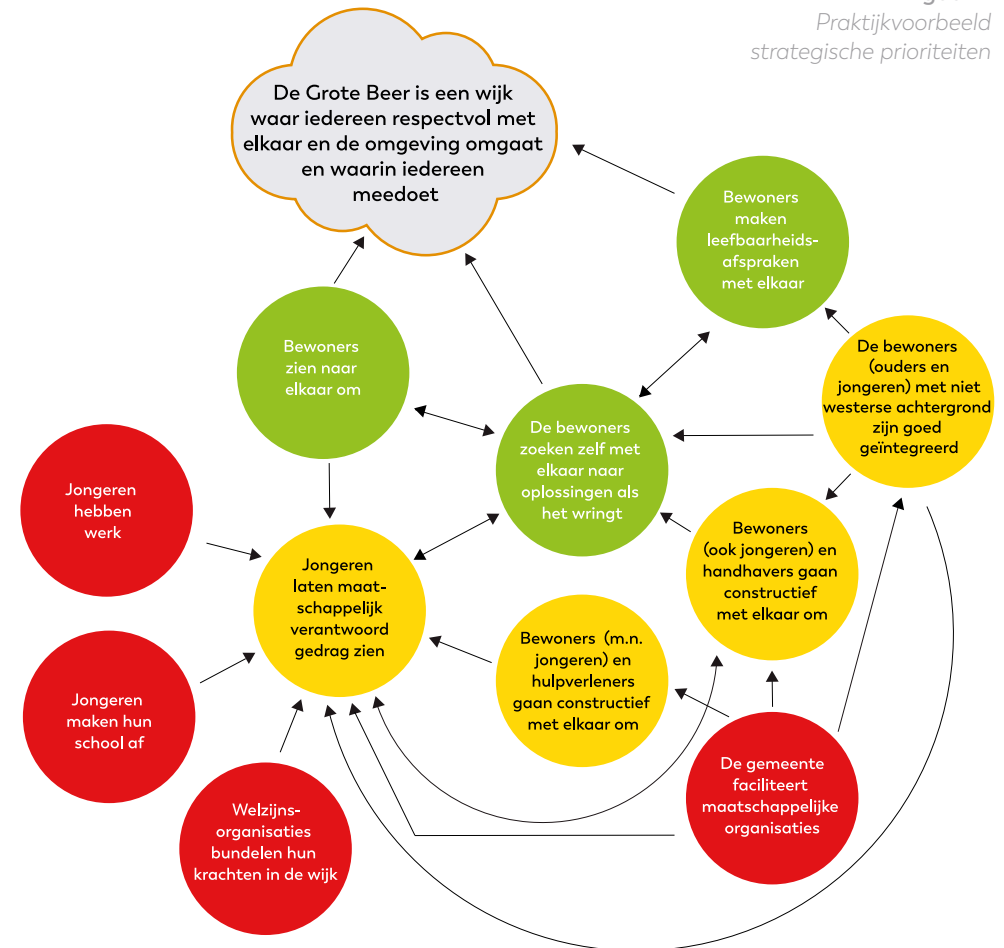 Praktijkvoorbeeld
strategische prioriteiten
De Grote Beer is een wijk
waar iedereen respectvol met
elkaar en de omgeving omgaat
en waarin iedereen
meedoet
Bewoners
maken
leefbaarheids-
afspraken
met elkaar
Bewoners
zien naar
elkaar om
De bewoners
(ouders en
jongeren) met niet
westerse achtergrond
zijn goed
geïntegreerd
De bewoners
zoeken zelf met
elkaar naar
oplossingen als
het wringt
Jongeren
hebben
werk
Bewoners
(ook jongeren) en
handhavers gaan
constructief
met elkaar om
Jongeren
laten maat-
schappelijk
verantwoord
gedrag zien
Bewoners (m.n.
jongeren) en
hulpverleners
gaan constructief
met elkaar om
Jongeren
maken hun
school af
De gemeente
faciliteert
maatschappelijke
organisaties
Welzijns-
organisaties
bundelen hun
krachten in de wijk